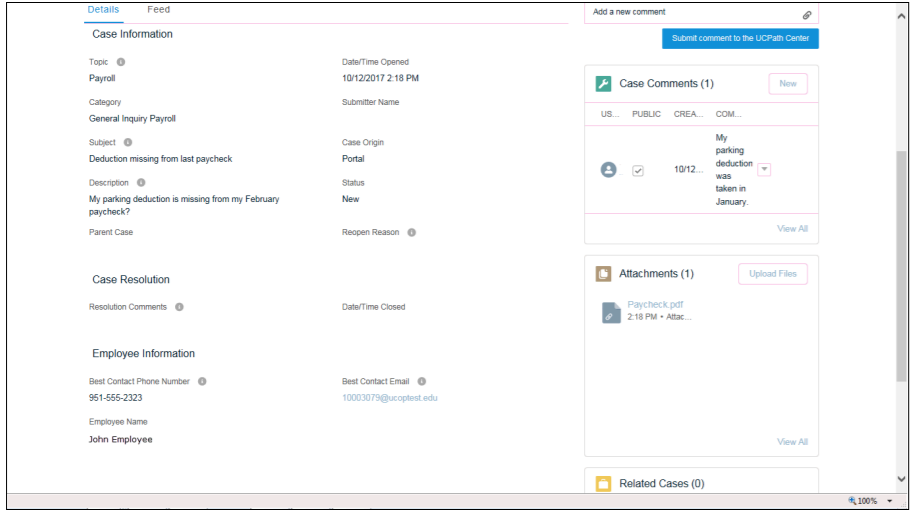 Details Feed
Case Information
Topic Date/Time Opened
Payroll 10/12/2017 2:18 PM
Category Submitter Name
General Inquiry Payroll
Subject Case Origin
Deduction missing from last paycheck Portal
Description Status
My parking deduction is missing from my February New
paycheck?
Parent Case Reopen Reason
Case Resolution
Resolution Comments Date/Time Closed
Employee Information
Best Contact Phone Number Best Contact Email
951-555-2323 10003079@ucoptest.edu
Employee Name
John Employee
Add a new comment
Submit comment to the UCPath Center
Case Comments (1) New
US... PUBLIC CREA... COM...
My
parking
deduction
10/12... was
taken in
January.
View All
Attachments (1) Upload Files
Paycheck.pdf
2:18 PM • Attac...
View All
Related Cases (0)
100%